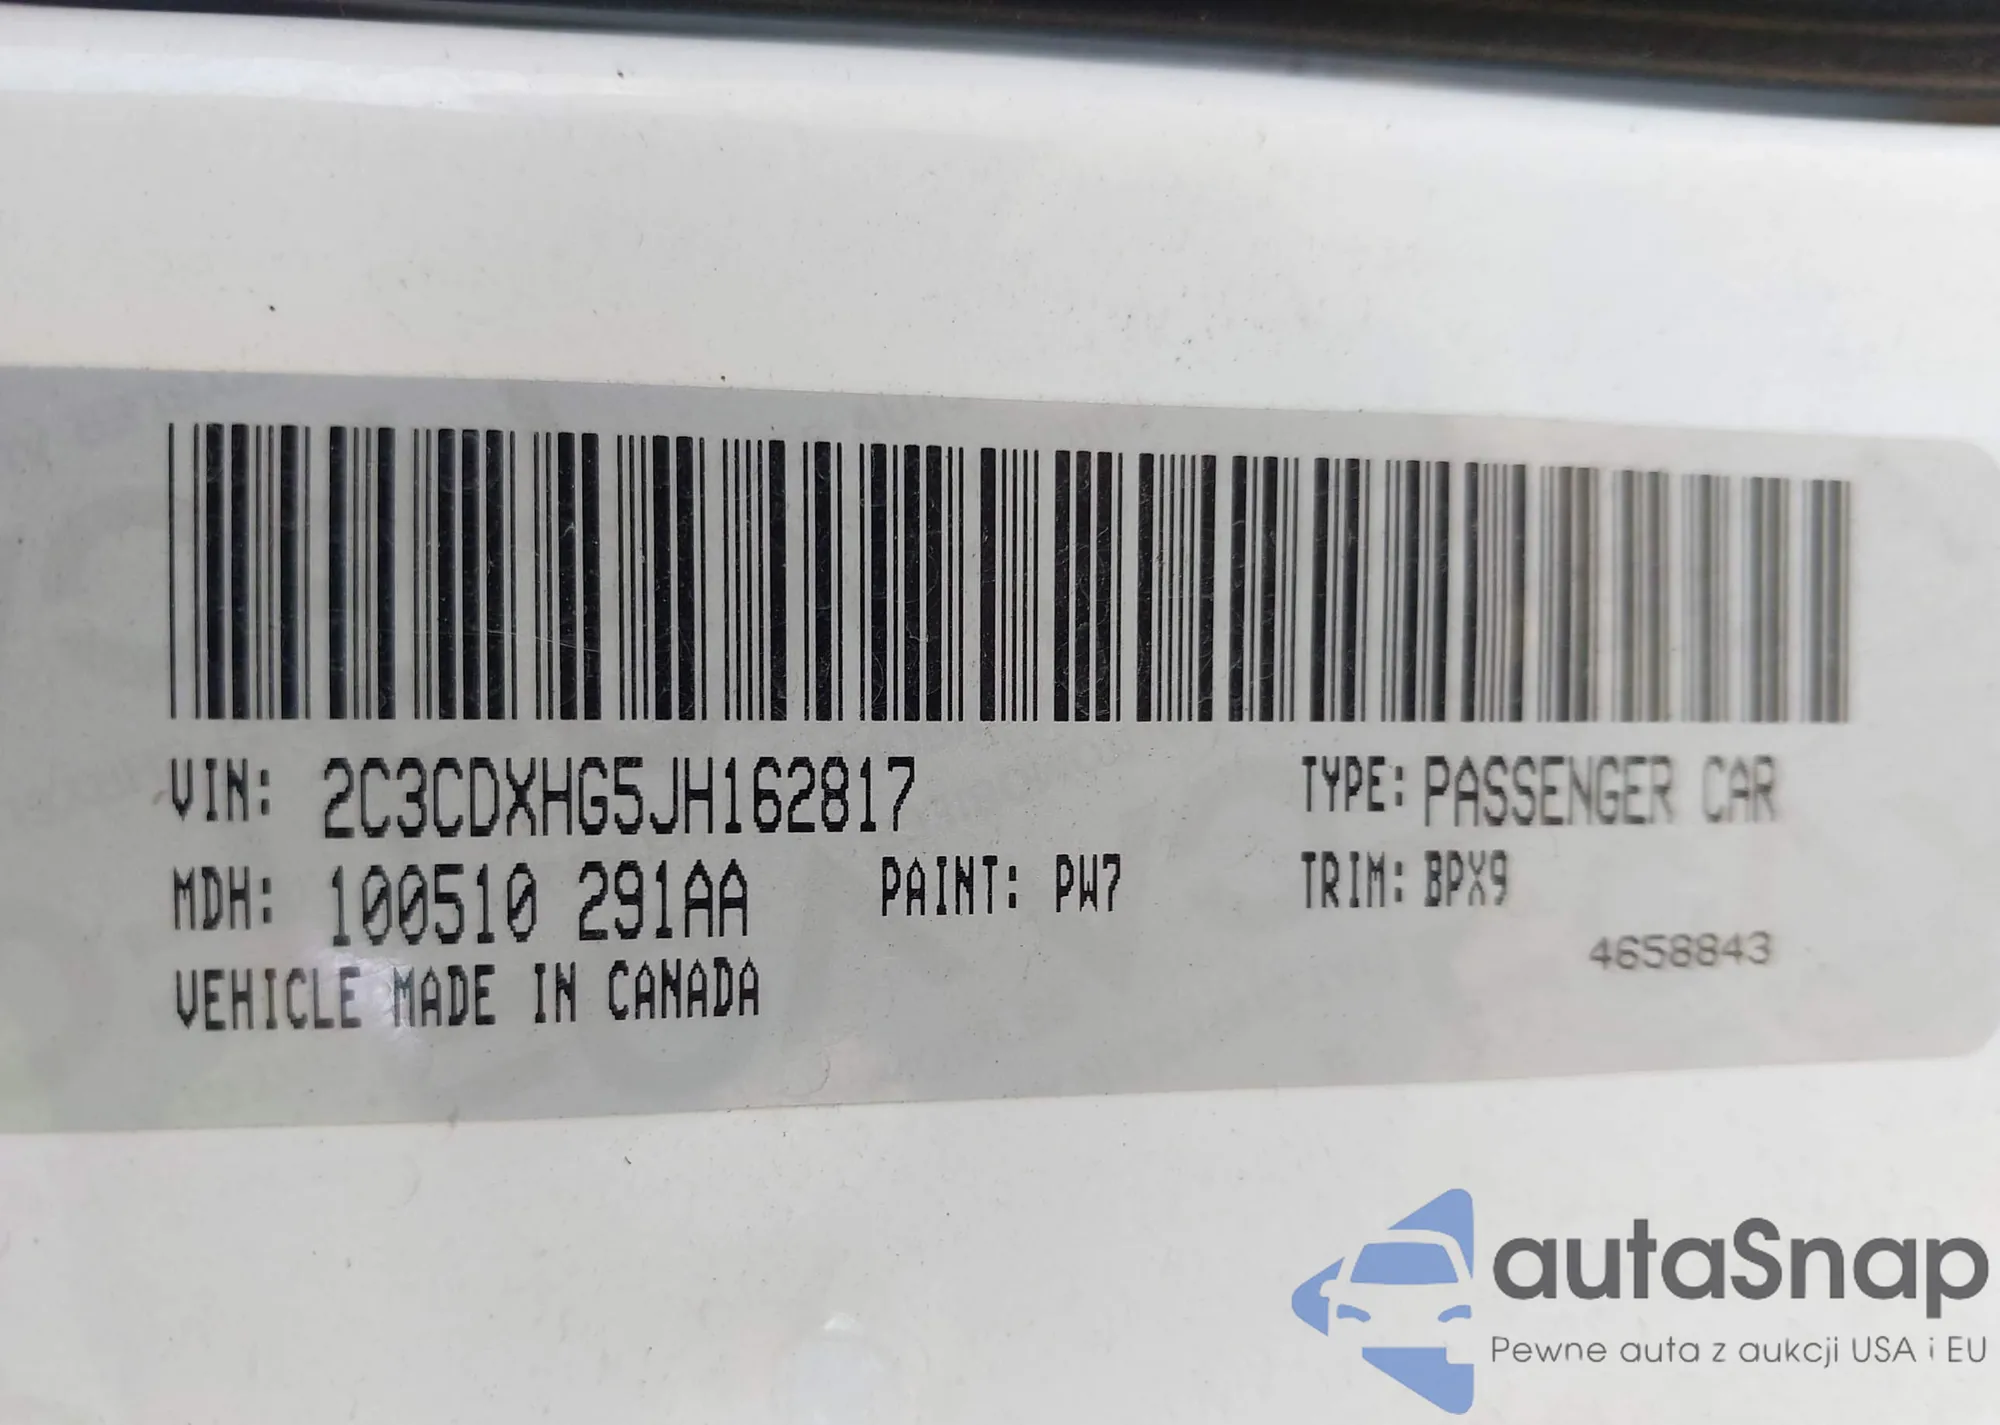 VIN: 2C3CDXHG5JH162817 TYPE: PASSENGER CAR
MDH: 100510 291AA PAINT: PW7 TRIM: BPX9
4658843
VEHICLE MADE IN CANADA
autaSnap
Pewne auta z aukcji USA i EU